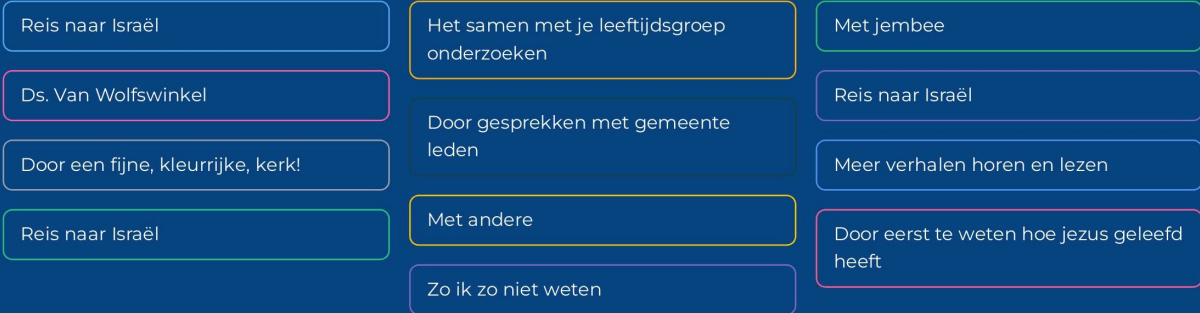 Reis naar Israël
Ds. Van Wolfswinkel
Door een fijne, kleurrijke, kerk!
Reis naar Israël
Het samen met je leeftijdsgroep
onderzoeken
Door gesprekken met gemeente
leden
Met andere
Zo ik zo niet weten
Met jembee
Reis naar Israël
Meer verhalen horen en lezen
Door eerst te weten hoe jezus geleefd
heeft